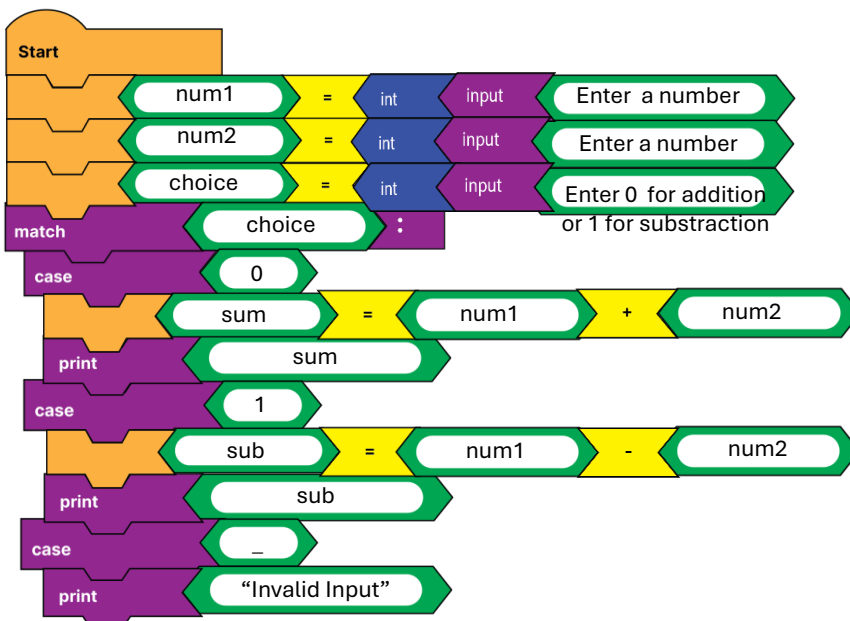 Start
num1 = int input Enter a number
num2 = int input Enter a number
choice = int input Enter 0 for addition
or 1 for substraction
match choice :
case 0
sum = num1 + num2
print sum
case 1
sub = num1 - num2
print sub
case _
print “Invalid Input”